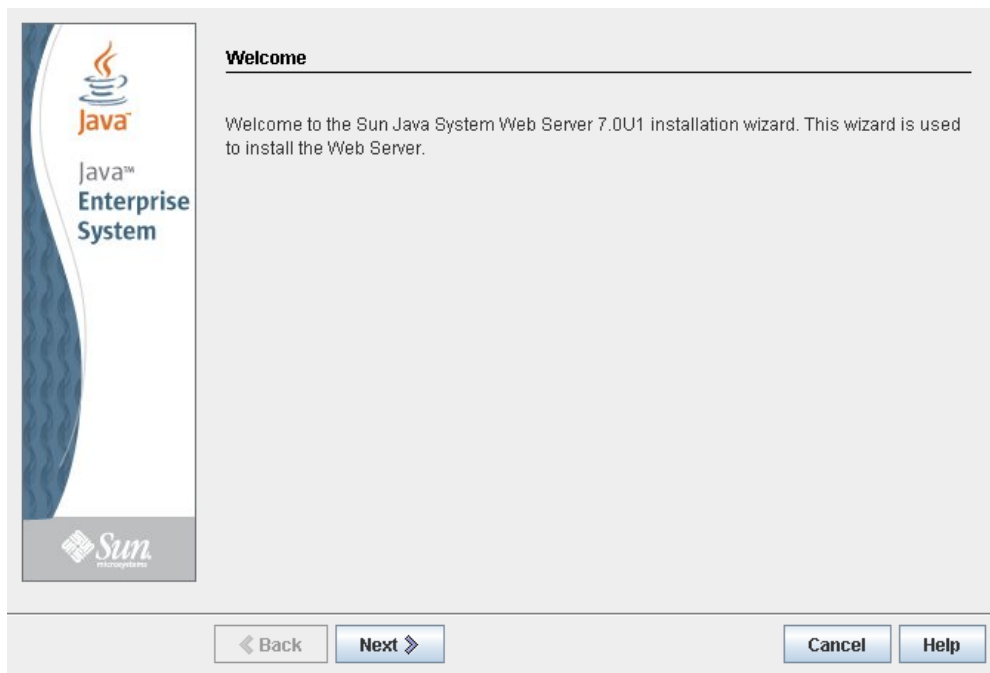 Java™
Java™
Enterprise
System
Sun
microsystems
Welcome
Welcome to the Sun Java System Web Server 7.0U1 installation wizard. This wizard is used
to install the Web Server.
Back
Next
Cancel
Help